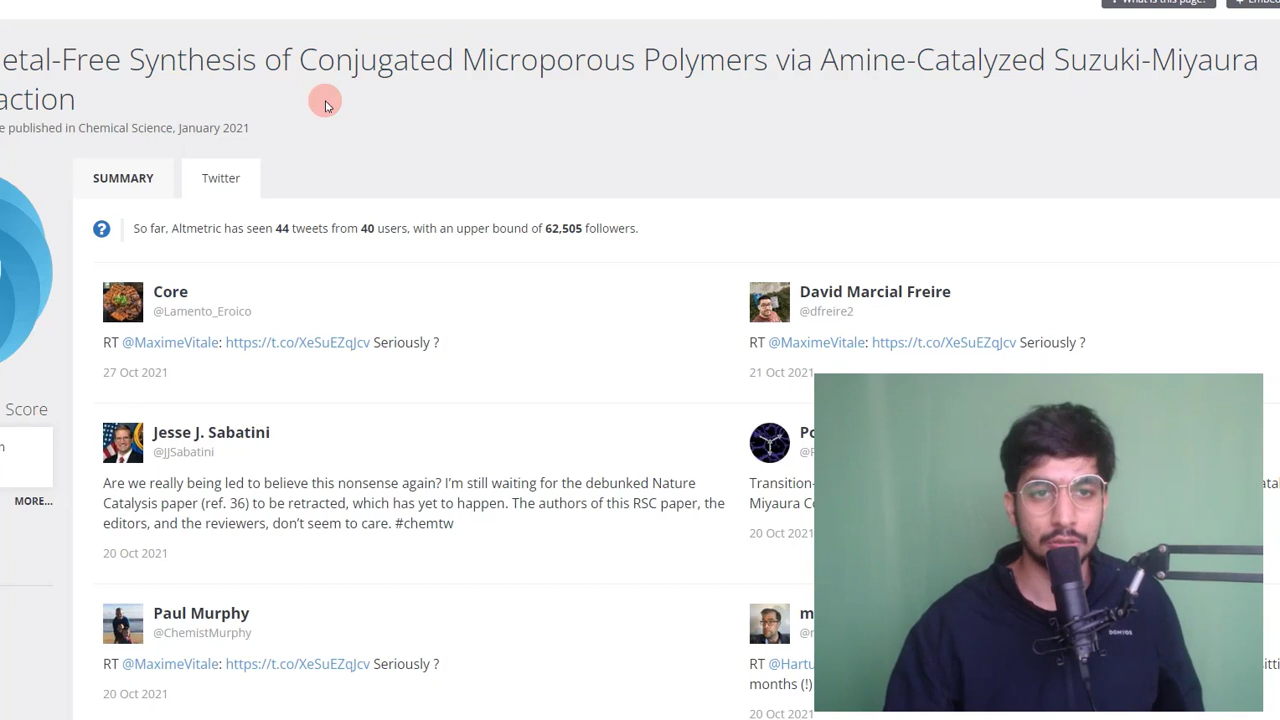 What is this page?
Embed
etal-Free Synthesis of Conjugated Microporous Polymers via Amine-Catalyzed Suzuki-Miyaura
action
e published in Chemical Science, January 2021
SUMMARY
Twitter
So far, Altmetric has seen 44 tweets from 40 users, with an upper bound of 62,505 followers.
Core
@Lamento_Eroico
RT @MaximeVitale: https://t.co/XeSuEZqJcv Seriously ?
27 Oct 2021
David Marcial Freire
@dfreire2
RT @MaximeVitale: https://t.co/XeSuEZqJcv Seriously ?
21 Oct 2021
Score
MORE...
Jesse J. Sabatini
@JJSabatini
Are we really being led to believe this nonsense again? I'm still waiting for the debunked Nature
Catalysis paper (ref. 36) to be retracted, which has yet to happen. The authors of this RSC paper, the
editors, and the reviewers, don't seem to care. #chemtw
20 Oct 2021
Transition-
Miyaura Co
20 Oct 2021
Paul Murphy
@ChemistMurphy
RT @MaximeVitale: https://t.co/XeSuEZqJcv Seriously ?
20 Oct 2021
m
RT @Hartu
months (!)
20 Oct 2021
DOMYOS